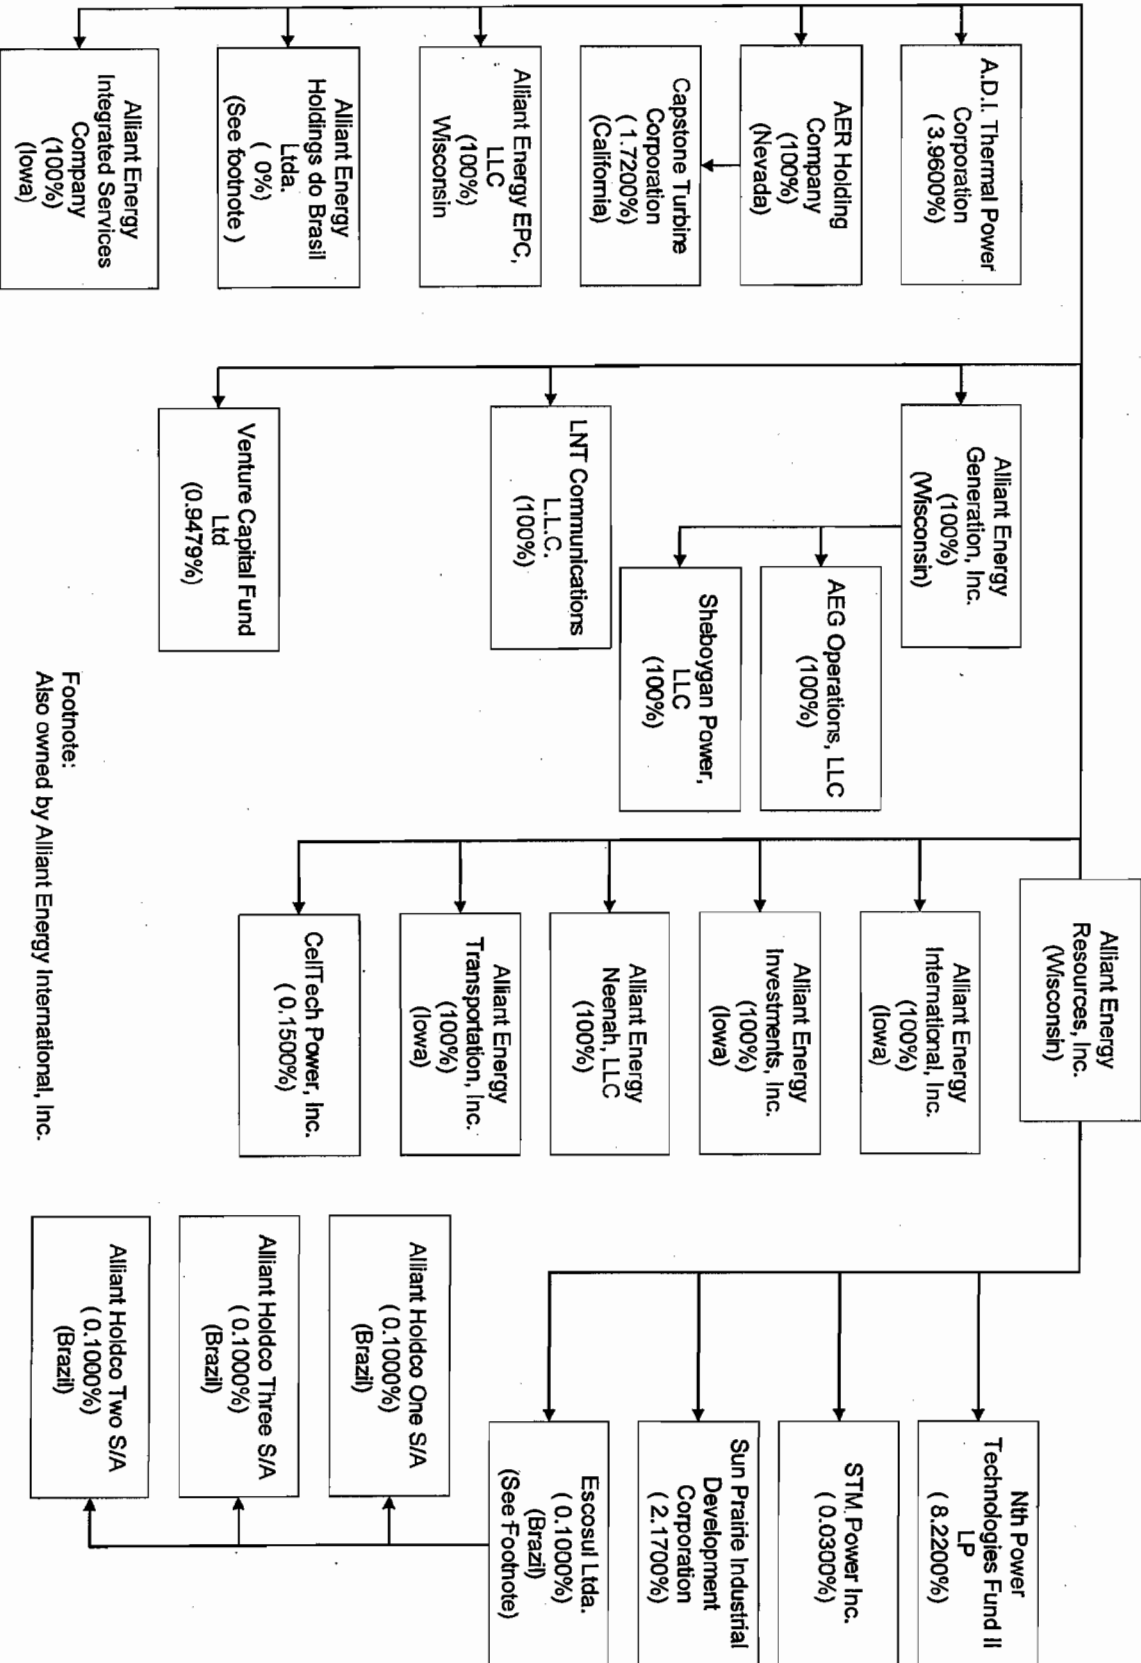 Alliant Energy
Resources, Inc.
(Wisconsin)
A.D.I. Thermal Power
Corporation
( 3.9600%)
AER Holding
Company
(100%)
(Nevada)
Capstone Turbine
Corporation
( 1.7200%)
(California)
Alliant Energy EPC,
LLC
(100%)
Wisconsin
Alliant Energy
Holdings do Brasil
Ltda.
( 0%)
(See footnote )
Alliant Energy
Integrated Services
Company
(100%)
(Iowa)
Alliant Energy
Generation, Inc.
(100%)
(Wisconsin)
AEG Operations, LLC
(100%)
Sheboygan Power,
LLC
(100%)
LNT Communications
L.L.C.
(100%)
Venture Capital Fund
Ltd
(0.9479%)
Alliant Energy
International, Inc.
(100%)
(Iowa)
Alliant Energy
Investments, Inc.
(100%)
(Iowa)
Alliant Energy
Neenah, LLC
(100%)
Alliant Energy
Transportation, Inc.
(100%)
(Iowa)
CellTech Power, Inc.
( 0.1500%)
Nth Power
Technologies Fund II
LP
( 8.2200%)
STM Power Inc.
( 0.0300%)
Sun Prairie Industrial
Development
Corporation
( 2.1700%)
Escosul Ltda.
( 0.1000%)
(Brazil)
(See Footnote)
Alliant Holdco One S/A
( 0.1000%)
(Brazil)
Alliant Holdco Three S/A
( 0.1000%)
(Brazil)
Alliant Holdco Two S/A
( 0.1000%)
(Brazil)
Footnote:
Also owned by Alliant Energy International, Inc.